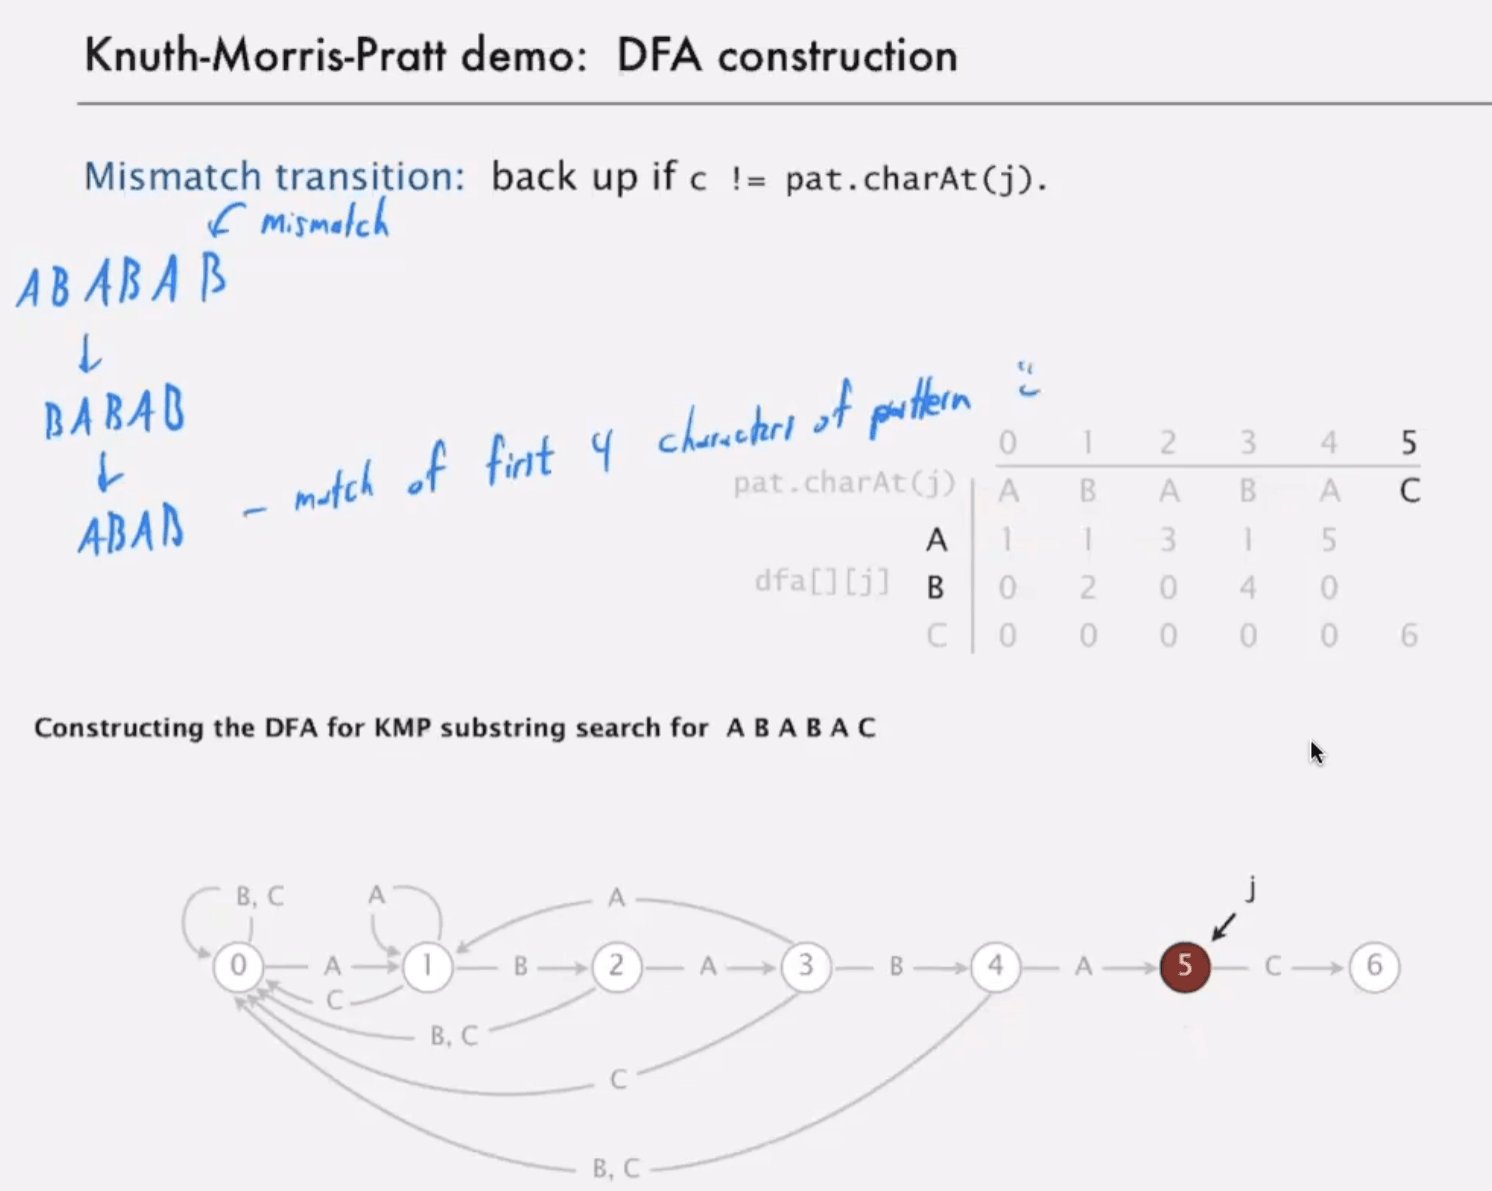 Knuth-Morris-Pratt demo: DFA construction
Mismatch transition: back up if c != pat.charAt(j).
mismatch
A B A B A B
B A B A B
A B A B – match of first 4 characters of pattern
0 1 2 3 4 5
pat.charAt(j) A B A B A C
A 1 1 3 1 5
dfa[][j] B 0 2 0 4 0
C 0 0 0 0 0 6
Constructing the DFA for KMP substring search for A B A B A C
j
B, C A A
0 A 1 B 2 A 3 B 4 A 5 C 6
C
B, C
C
B, C